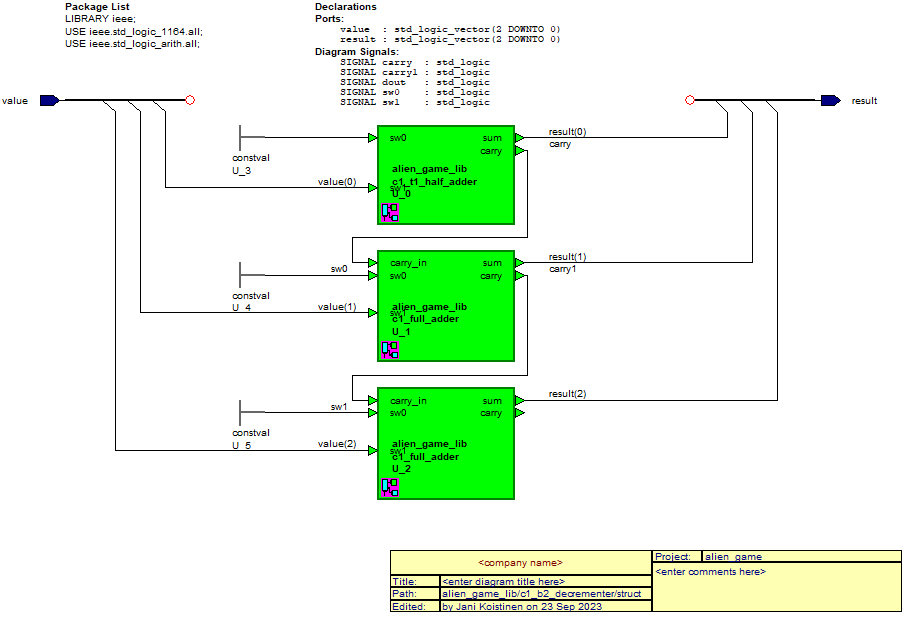 Package List
LIBRARY ieee;
USE ieee.std_logic_1164.all;
USE ieee.std_logic_arith.all;
Declarations
Ports:
value : std_logic_vector(2 DOWNTO 0)
result : std_logic_vector(2 DOWNTO 0)
Diagram Signals:
SIGNAL carry : std_logic
SIGNAL carry1 : std_logic
SIGNAL dout : std_logic
SIGNAL sw0 : std_logic
SIGNAL sw1 : std_logic
value
result
constval
U_3
value(0)
sw0
sum
carry
alien_game_lib
c1_t1_half_adder
sw1
U_0
result(0)
carry
sw0
constval
U_4
value(1)
carry_in
sum
sw0
carry
alien_game_lib
sw1
c1_full_adder
U_1
result(1)
carry1
sw1
constval
U_5
value(2)
carry_in
sum
sw0
carry
alien_game_lib
sw1
c1_full_adder
U_2
result(2)
<company name>
Project: alien_game
<enter comments here>
Title: <enter diagram title here>
Path: alien_game_lib/c1_b2_decrementer/struct
Edited: by Jani Koistinen on 23 Sep 2023